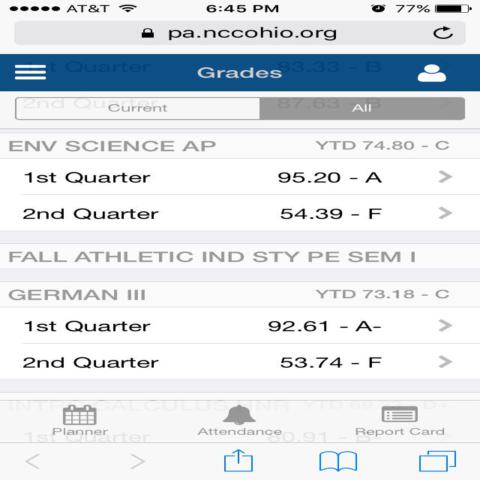 AT&T 6:45 PM 77%
pa.nccohio.org
1st Quarter 83.33 - B
Grades
2nd Quarter 87.63 - B
Current All
ENV SCIENCE AP YTD 74.80 - C
1st Quarter 95.20 - A
2nd Quarter 54.39 - F
FALL ATHLETIC IND STY PE SEM I
GERMAN III YTD 73.18 - C
1st Quarter 92.61 - A-
2nd Quarter 53.74 - F
CALCULUS HNR YTD D+
Planner Attendance Report Card
1st Quarter 80.91 - B-